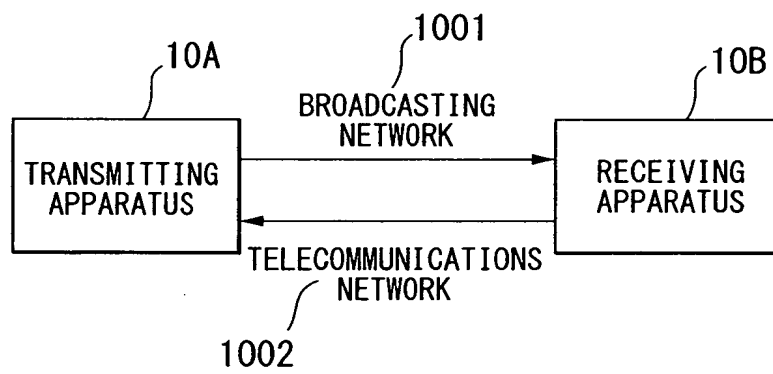 1001
10A
10B
BROADCASTING
NETWORK
TRANSMITTING
APPARATUS
RECEIVING
APPARATUS
TELECOMMUNICATIONS
NETWORK
1002